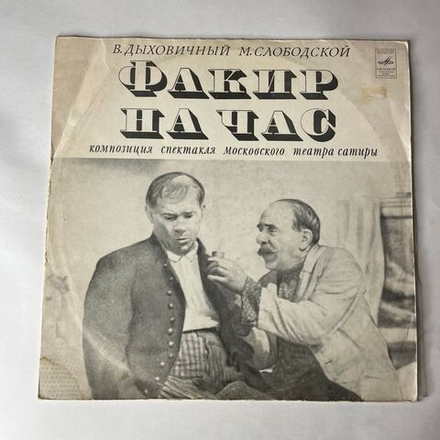 В. ДЫХОВИЧНЫЙ М. СЛОБОДСКОЙ
ФАКИР
НА ЧАС
композиция спектакля Московского театра сатиры